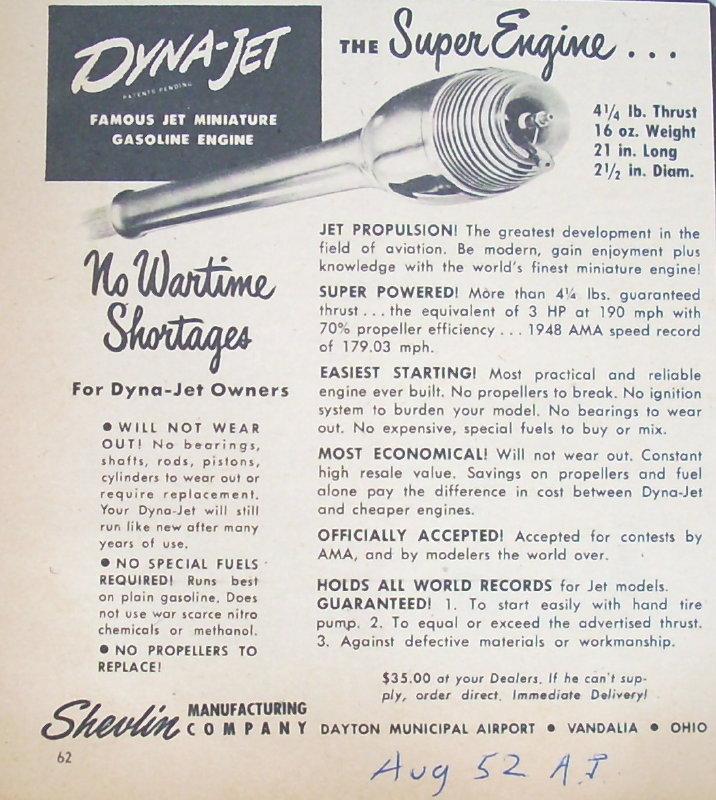 DYNA-JET
PATENTS PENDING
FAMOUS JET MINIATURE
GASOLINE ENGINE
THE Super Engine...
4¼ lb. Thrust
16 oz. Weight
21 in. Long
2½ in. Diam.
No Wartime
Shortages
For Dyna-Jet Owners
● WILL NOT WEAR
OUT! No bearings,
shafts, rods, pistons,
cylinders to wear out or
require replacement.
Your Dyna-Jet will still
run like new after many
years of use.
● NO SPECIAL FUELS
REQUIRED! Runs best
on plain gasoline. Does
not use war scarce nitro
chemicals or methanol.
● NO PROPELLERS TO
REPLACE!
JET PROPULSION! The greatest development in the
field of aviation. Be modern, gain enjoyment plus
knowledge with the world's finest miniature engine!
SUPER POWERED! More than 4¼ lbs. guaranteed
thrust... the equivalent of 3 HP at 190 mph with
70% propeller efficiency... 1948 AMA speed record
of 179.03 mph.
EASIEST STARTING! Most practical and reliable
engine ever built. No propellers to break. No ignition
system to burden your model. No bearings to wear
out. No expensive, special fuels to buy or mix.
MOST ECONOMICAL! Will not wear out. Constant
high resale value. Savings on propellers and fuel
alone pay the difference in cost between Dyna-Jet
and cheaper engines.
OFFICIALLY ACCEPTED! Accepted for contests by
AMA, and by modelers the world over.
HOLDS ALL WORLD RECORDS for Jet models.
GUARANTEED! 1. To start easily with hand tire
pump. 2. To equal or exceed the advertised thrust.
3. Against defective materials or workmanship.
$35.00 at your Dealers. If he can't sup-
ply, order direct. Immediate Delivery!
Shevlin MANUFACTURING
COMPANY DAYTON MUNICIPAL AIRPORT ● VANDALIA ● OHIO
62
Aug 52 A.J.